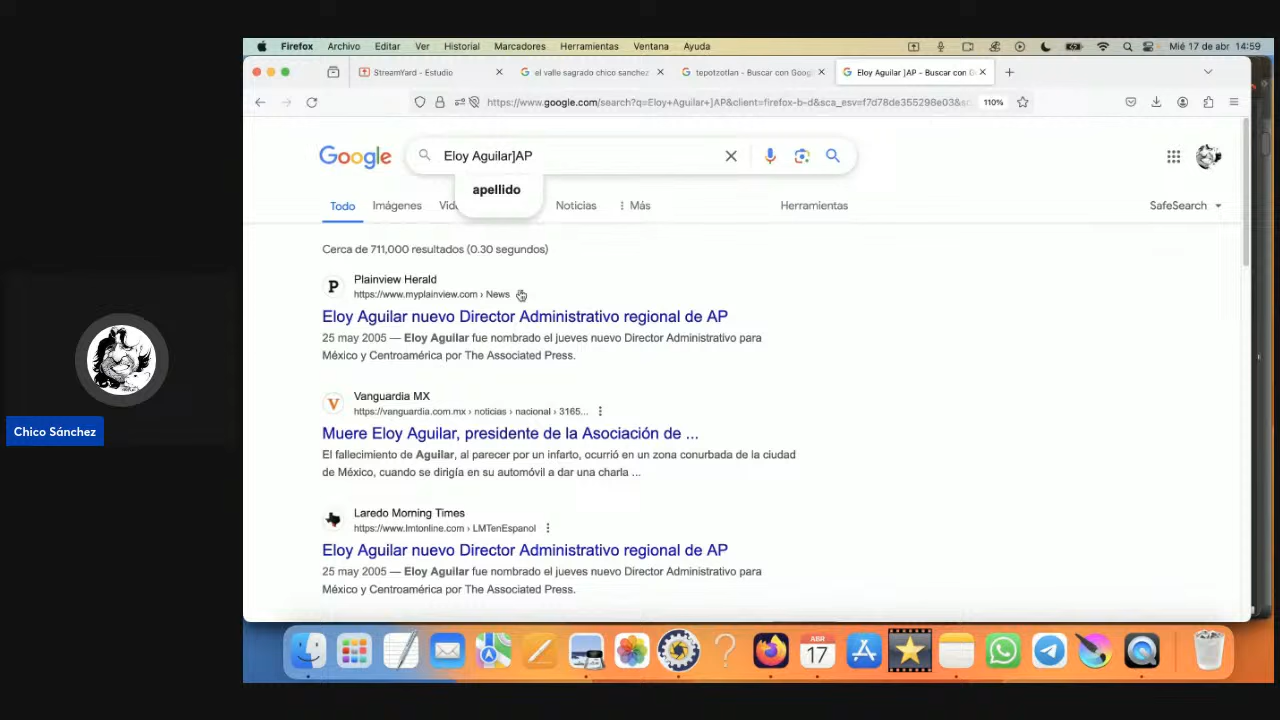 Firefox Archivo Editar Ver Historial Marcadores Herramientas Ventana Ayuda Mié 17 de abr 14:59
StreamYard - Estudio
el valle sagrado chico sanchez
tepotzotlan - Buscar con Goog
Eloy Aguilar ]AP - Buscar con G
https://www.google.com/search?q=Eloy+Aguilar+]AP&client=firefox-b-d&sca_esv=f7d78de355298e03&s
110%
Google
Eloy Aguilar]AP
apellido
Todo Imágenes Vid Noticias Más Herramientas SafeSearch
Cerca de 711,000 resultados (0.30 segundos)
P
Plainview Herald
https://www.myplainview.com › News
Eloy Aguilar nuevo Director Administrativo regional de AP
25 may 2005 — Eloy Aguilar fue nombrado el jueves nuevo Director Administrativo para
México y Centroamérica por The Associated Press.
V
Vanguardia MX
https://vanguardia.com.mx › noticias › nacional › 3165...
Muere Eloy Aguilar, presidente de la Asociación de ...
El fallecimiento de Aguilar, al parecer por un infarto, ocurrió en un zona conurbada de la ciudad
de México, cuando se dirigía en su automóvil a dar una charla ...
Laredo Morning Times
https://www.lmtonline.com › LMTenEspanol
Eloy Aguilar nuevo Director Administrativo regional de AP
25 may 2005 — Eloy Aguilar fue nombrado el jueves nuevo Director Administrativo para
México y Centroamérica por The Associated Press.
Chico Sánchez
ABR
17